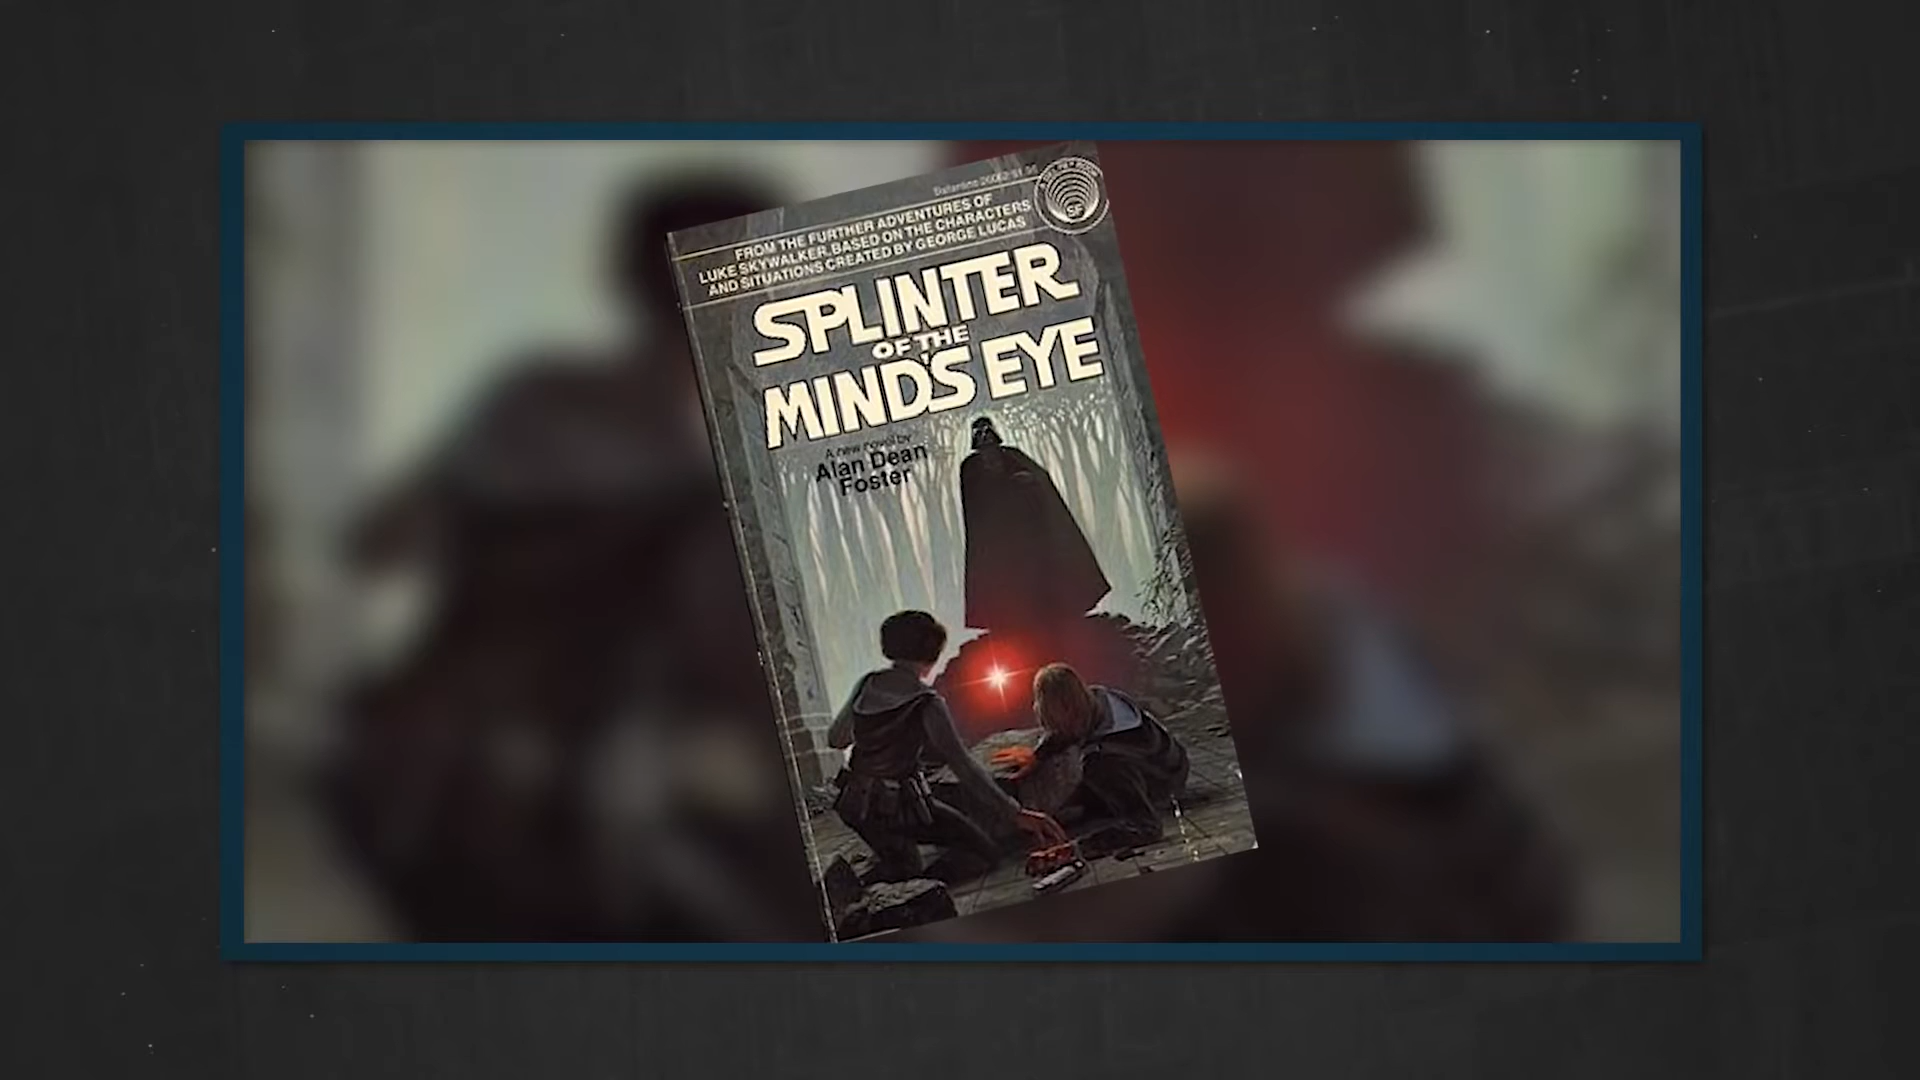 FROM THE FURTHER ADVENTURES OF
LUKE SKYWALKER, BASED ON THE CHARACTERS
AND SITUATIONS CREATED BY GEORGE LUCAS
SF
SPLINTER
OF THE
MIND'S EYE
A new novel by
Alan Dean
Foster